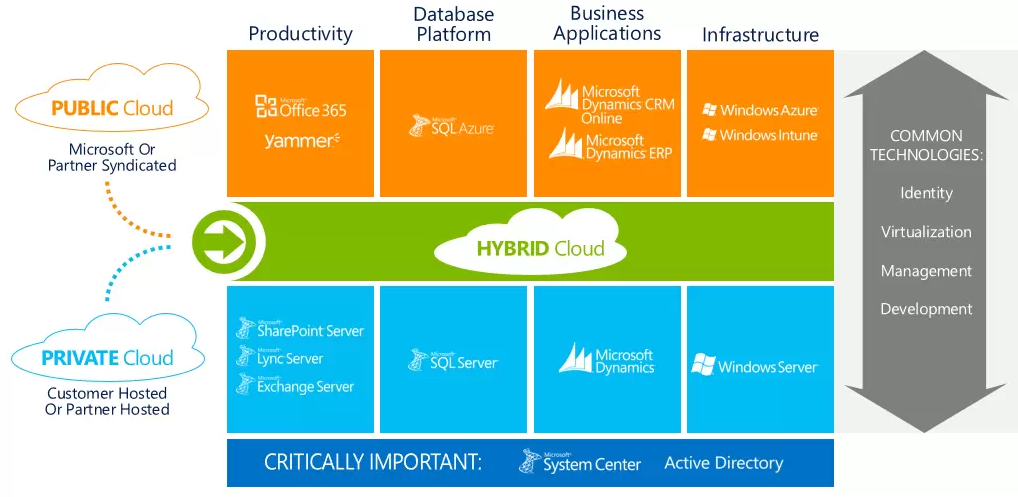 Productivity
Database
Platform
Business
Applications
Infrastructure
PUBLIC Cloud
Microsoft Or
Partner Syndicated
Microsoft
Office 365
yammer
Microsoft
SQL Azure
Microsoft
Dynamics CRM
Online
Microsoft
Dynamics ERP
Windows Azure
Windows Intune
COMMON
TECHNOLOGIES:
Identity
Virtualization
Management
Development
HYBRID Cloud
PRIVATE Cloud
Customer Hosted
Or Partner Hosted
Microsoft
SharePoint Server
Microsoft
Lync Server
Microsoft
Exchange Server
Microsoft
SQL Server
Microsoft
Dynamics
Windows Server
CRITICALLY IMPORTANT:
Microsoft
System Center
Active Directory